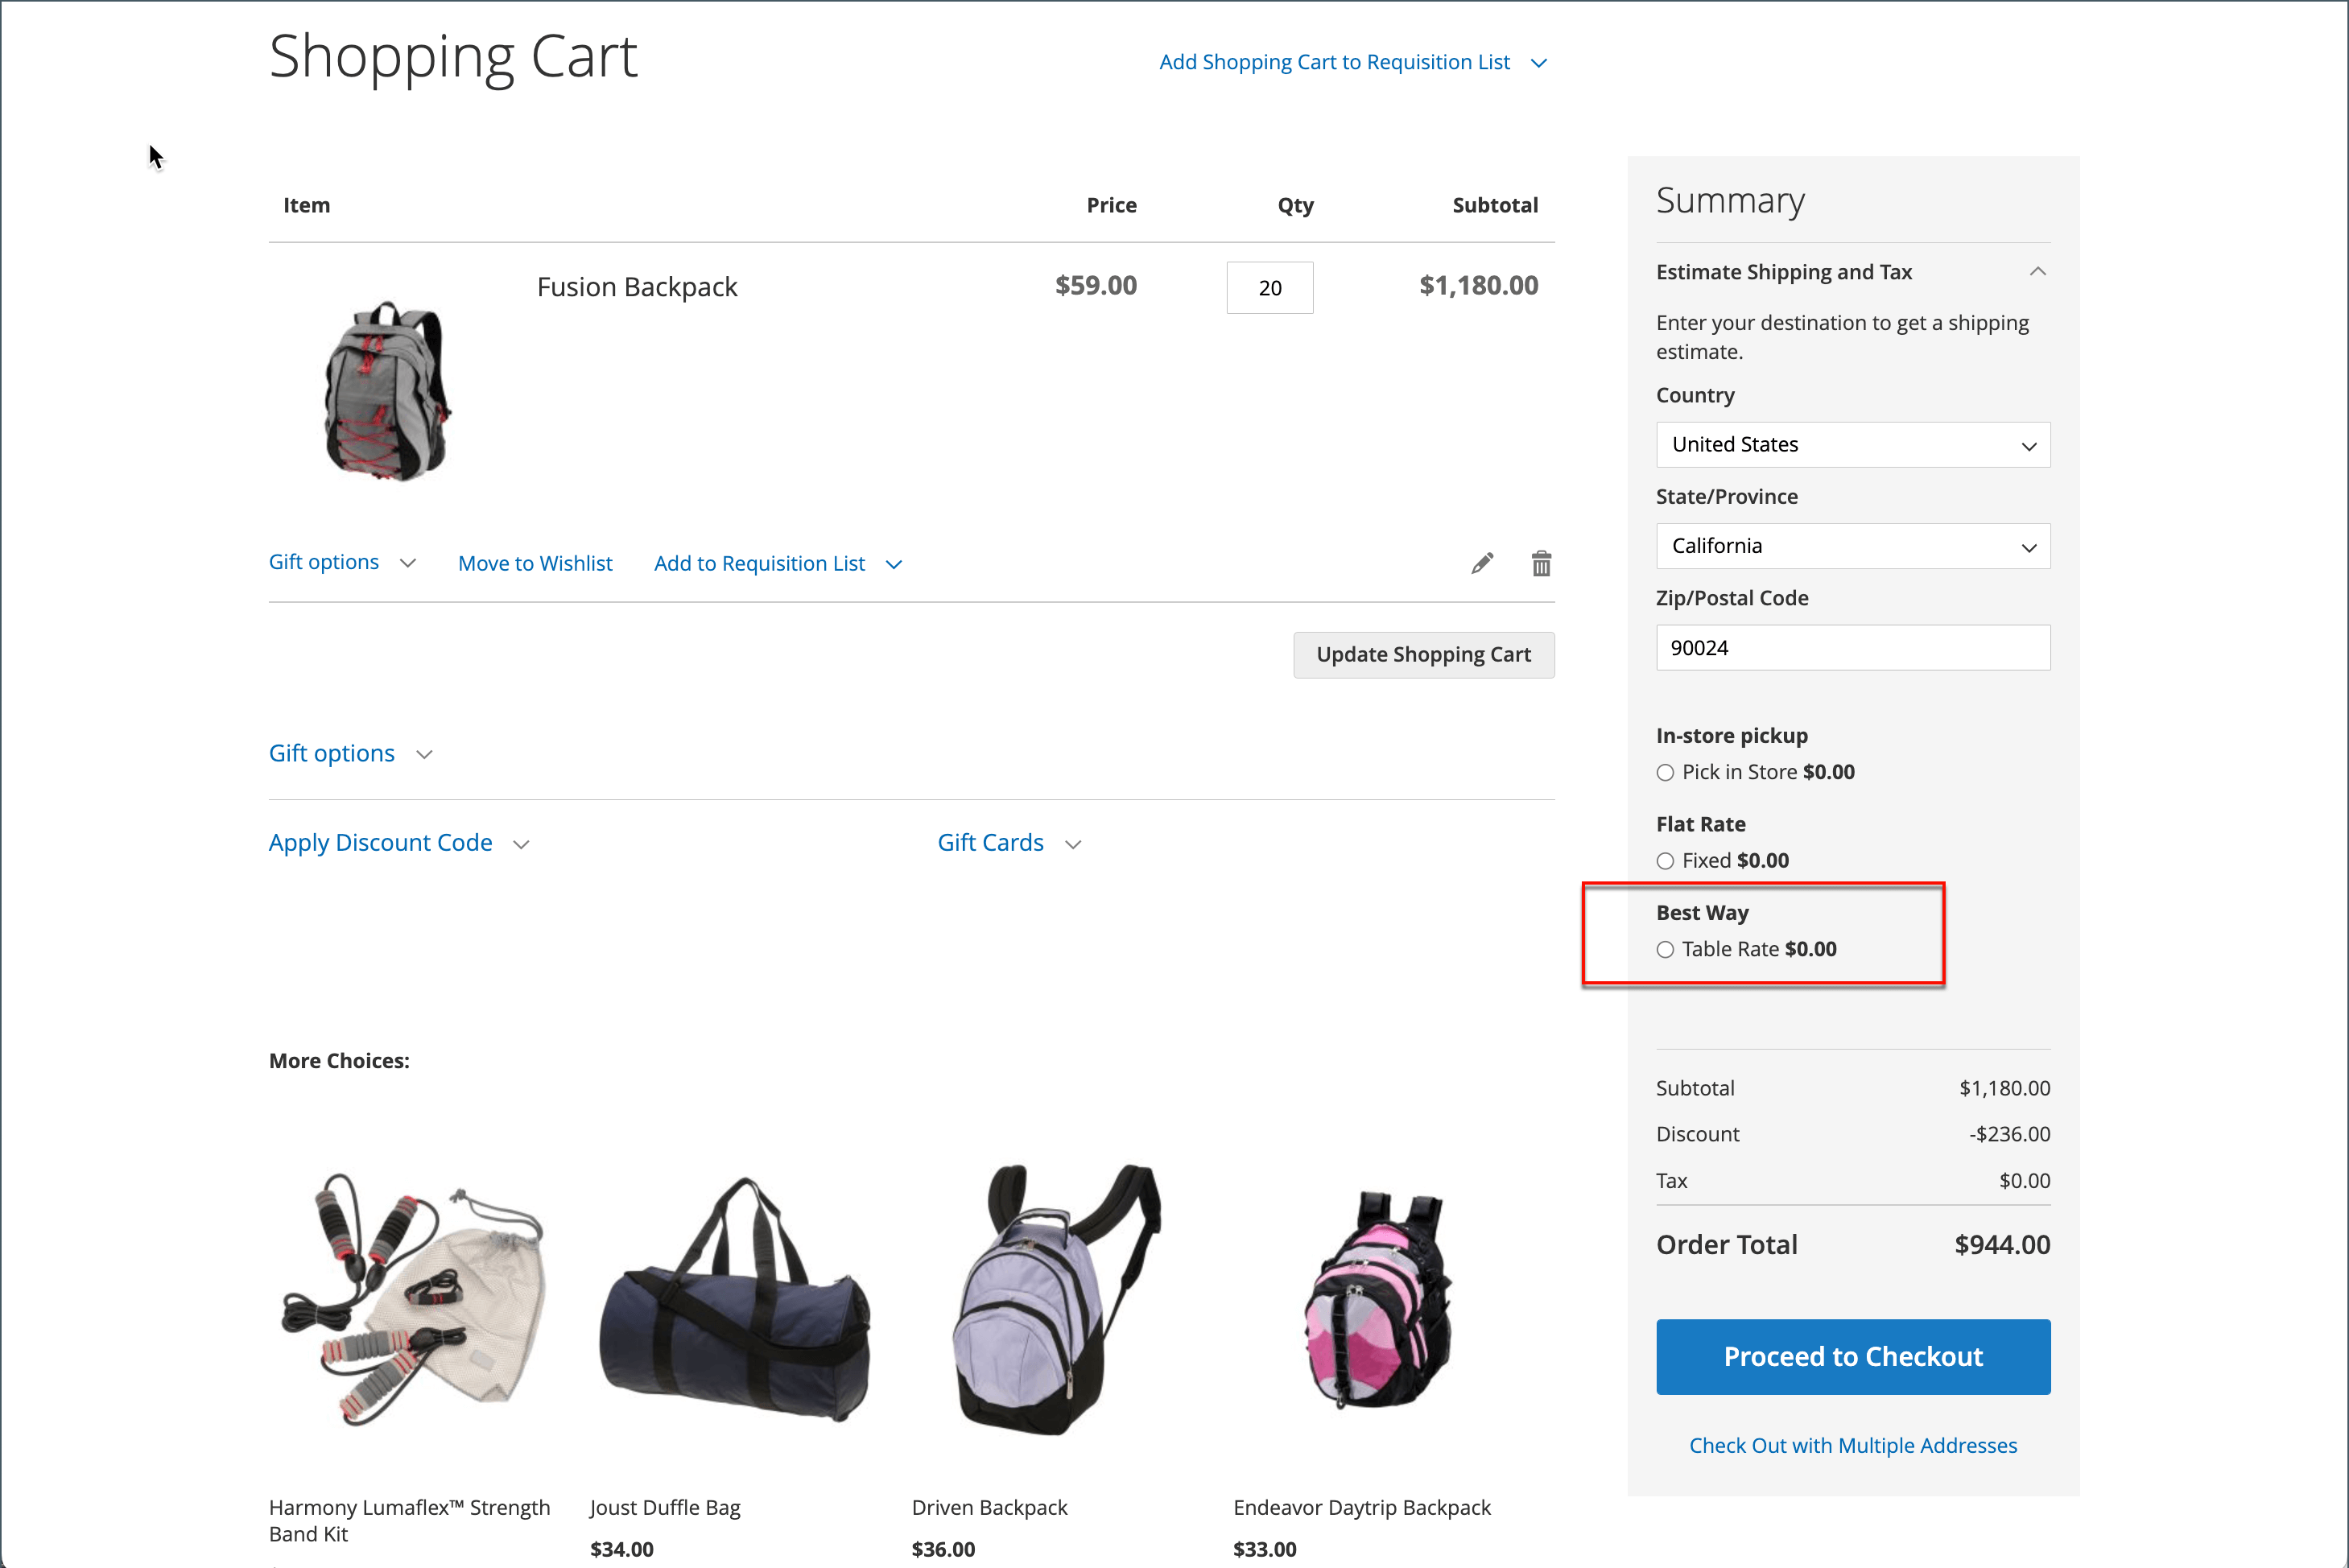 Shopping Cart
Add Shopping Cart to Requisition List
Item Price Qty Subtotal
Fusion Backpack $59.00 20 $1,180.00
Gift options Move to Wishlist Add to Requisition List
Update Shopping Cart
Gift options
Apply Discount Code Gift Cards
Summary
Estimate Shipping and Tax
Enter your destination to get a shipping
estimate.
Country
United States
State/Province
California
Zip/Postal Code
90024
In-store pickup
Pick in Store $0.00
Flat Rate
Fixed $0.00
Best Way
Table Rate $0.00
Subtotal $1,180.00
Discount -$236.00
Tax $0.00
Order Total $944.00
Proceed to Checkout
Check Out with Multiple Addresses
More Choices:
Harmony Lumaflex™ Strength
Band Kit
Joust Duffle Bag
$34.00
Driven Backpack
$36.00
Endeavor Daytrip Backpack
$33.00